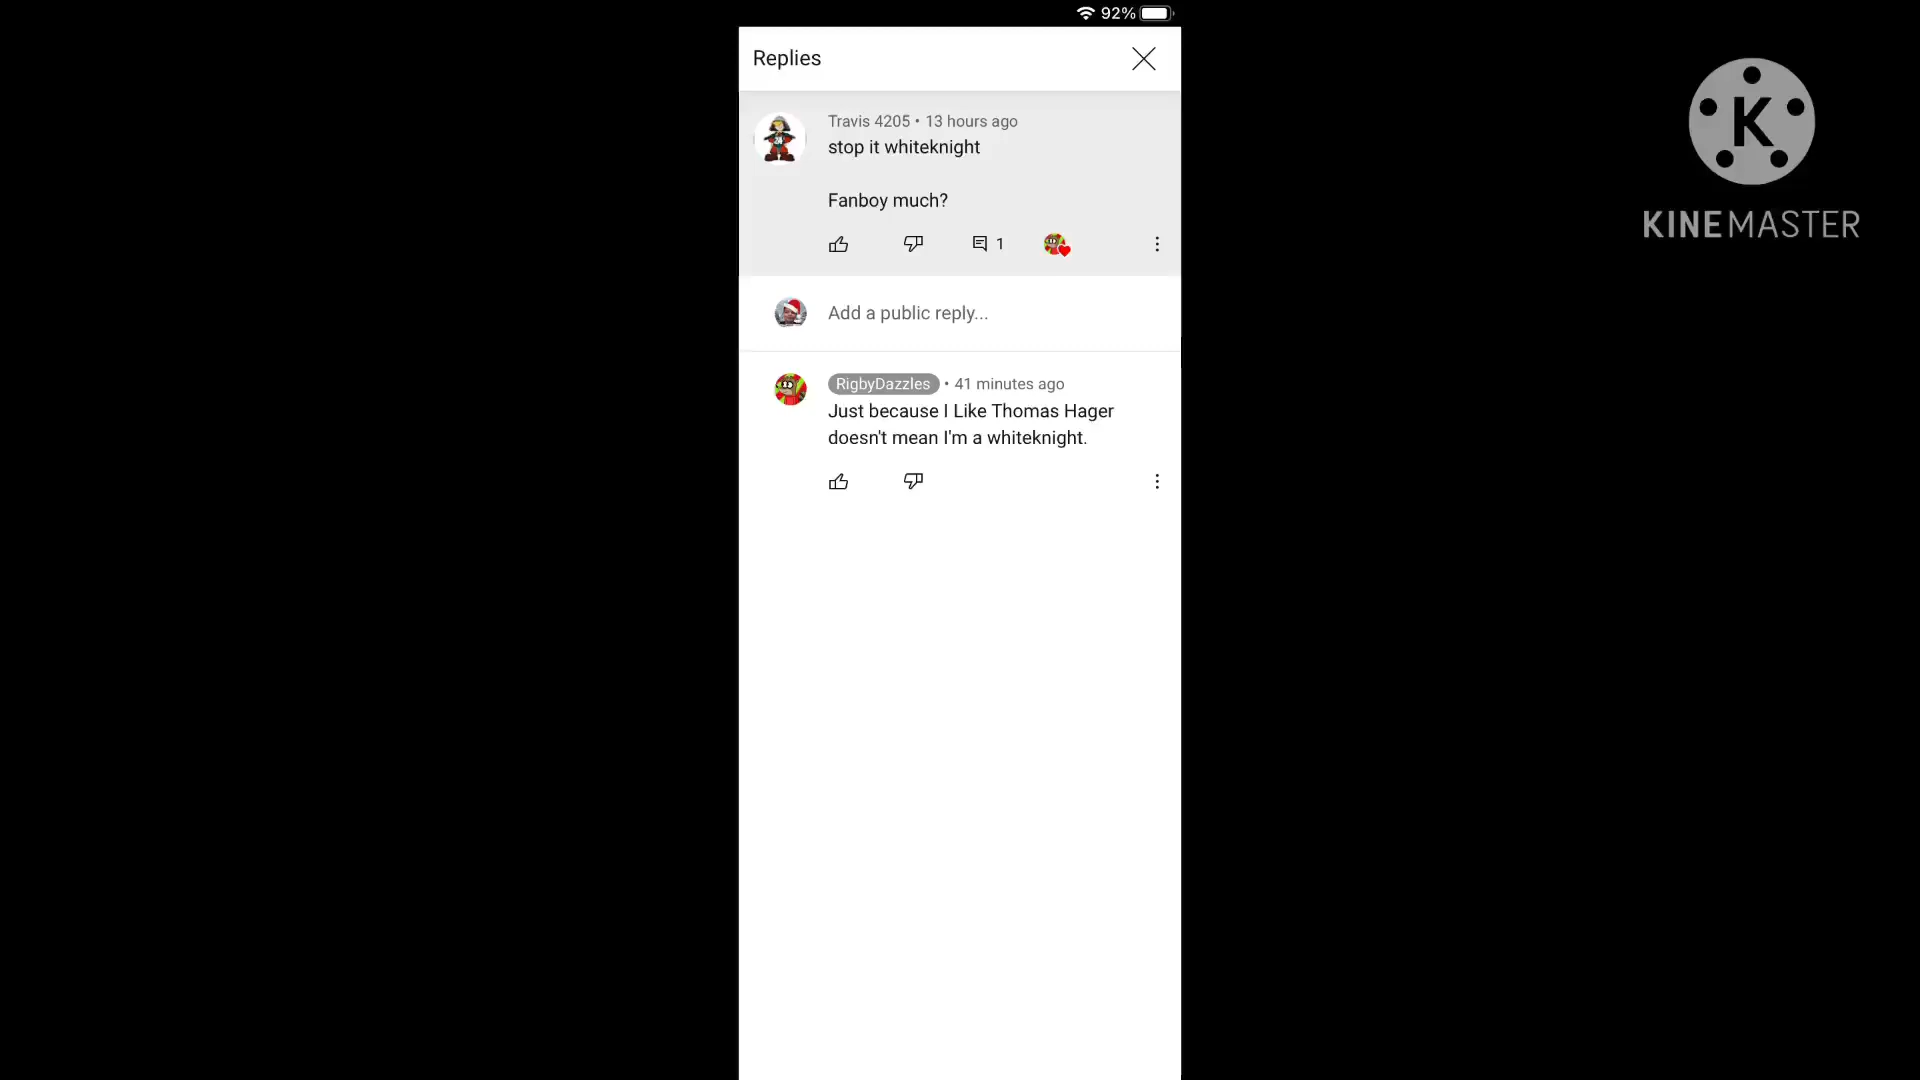 92%
Replies
Travis 4205 • 13 hours ago
stop it whiteknight
Fanboy much?
1
Add a public reply...
RigbyDazzles • 41 minutes ago
Just because I Like Thomas Hager
doesn't mean I'm a whiteknight.
K
KINEMASTER